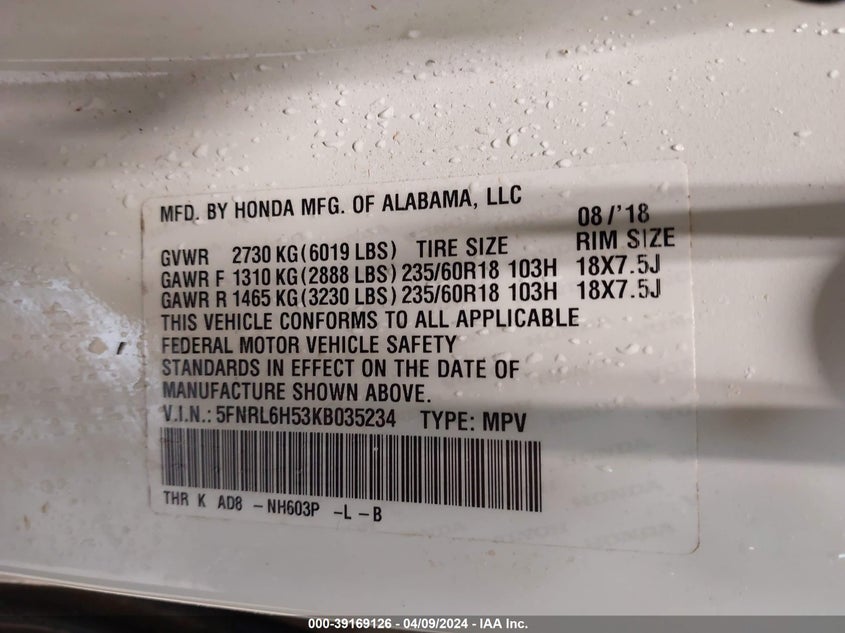 MFD. BY HONDA MFG. OF ALABAMA, LLC 08/'18
GVWR 2730 KG (6019 LBS) TIRE SIZE RIM SIZE
GAWR F 1310 KG (2888 LBS) 235/60R18 103H 18X7.5J
GAWR R 1465 KG (3230 LBS) 235/60R18 103H 18X7.5J
THIS VEHICLE CONFORMS TO ALL APPLICABLE
FEDERAL MOTOR VEHICLE SAFETY
STANDARDS IN EFFECT ON THE DATE OF
MANUFACTURE SHOWN ABOVE.
V.I.N.: 5FNRL6H53KB035234 TYPE: MPV
THR K AD8 - NH603P - L - B
000-39169126 - 04/09/2024 - IAA Inc.